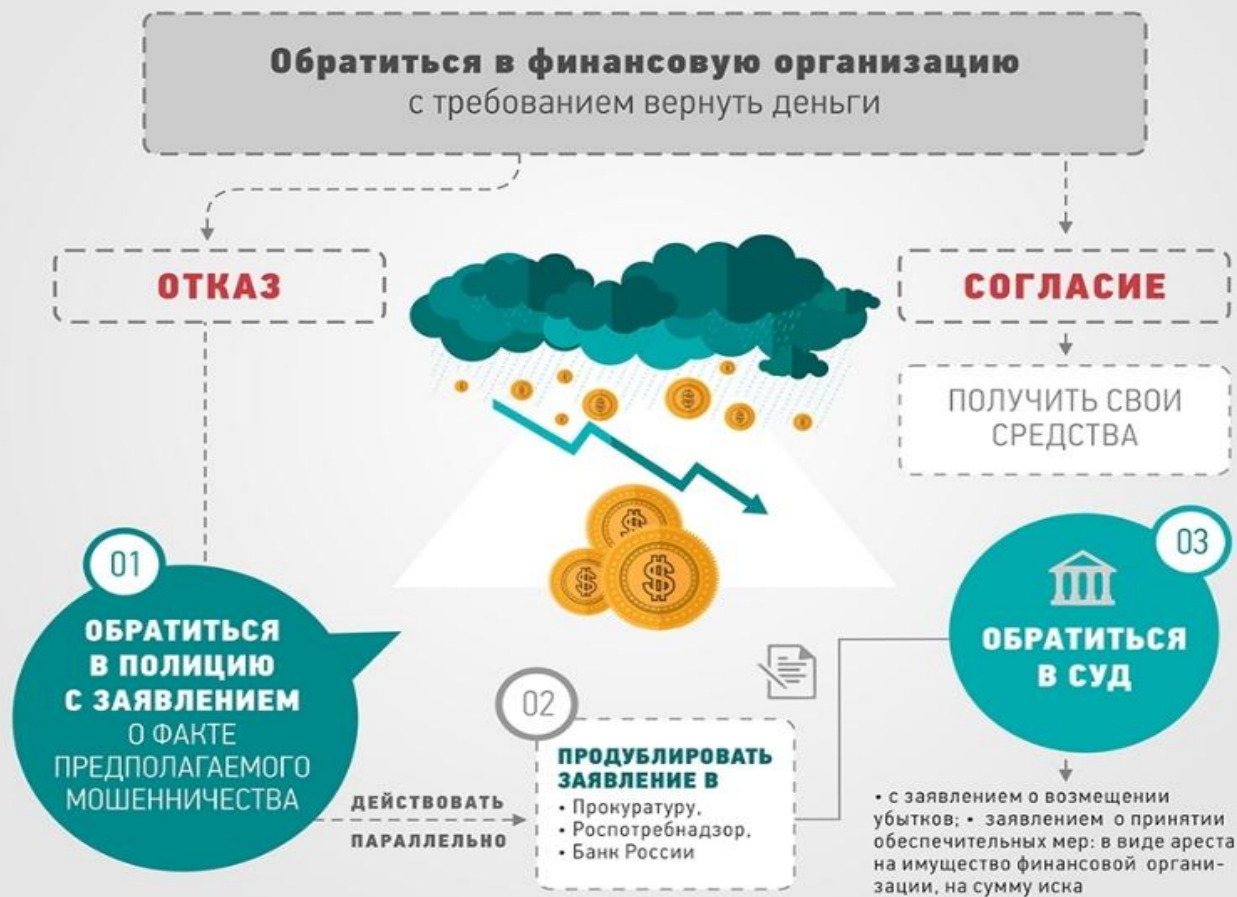 Обратиться в финансовую организацию
с требованием вернуть деньги
ОТКАЗ
СОГЛАСИЕ
ПОЛУЧИТЬ СВОИ
СРЕДСТВА
01
ОБРАТИТЬСЯ
В ПОЛИЦИЮ
С ЗАЯВЛЕНИЕМ
О ФАКТЕ
ПРЕДПОЛАГАЕМОГО
МОШЕННИЧЕСТВА
ДЕЙСТВОВАТЬ
ПАРАЛЛЕЛЬНО
02
ПРОДУБЛИРОВАТЬ
ЗАЯВЛЕНИЕ В
• Прокуратуру,
• Роспотребнадзор,
• Банк России
03
ОБРАТИТЬСЯ
В СУД
• с заявлением о возмещении
убытков; • заявлением о принятии
обеспечительных мер: в виде ареста
на имущество финансовой органи-
зации, на сумму иска